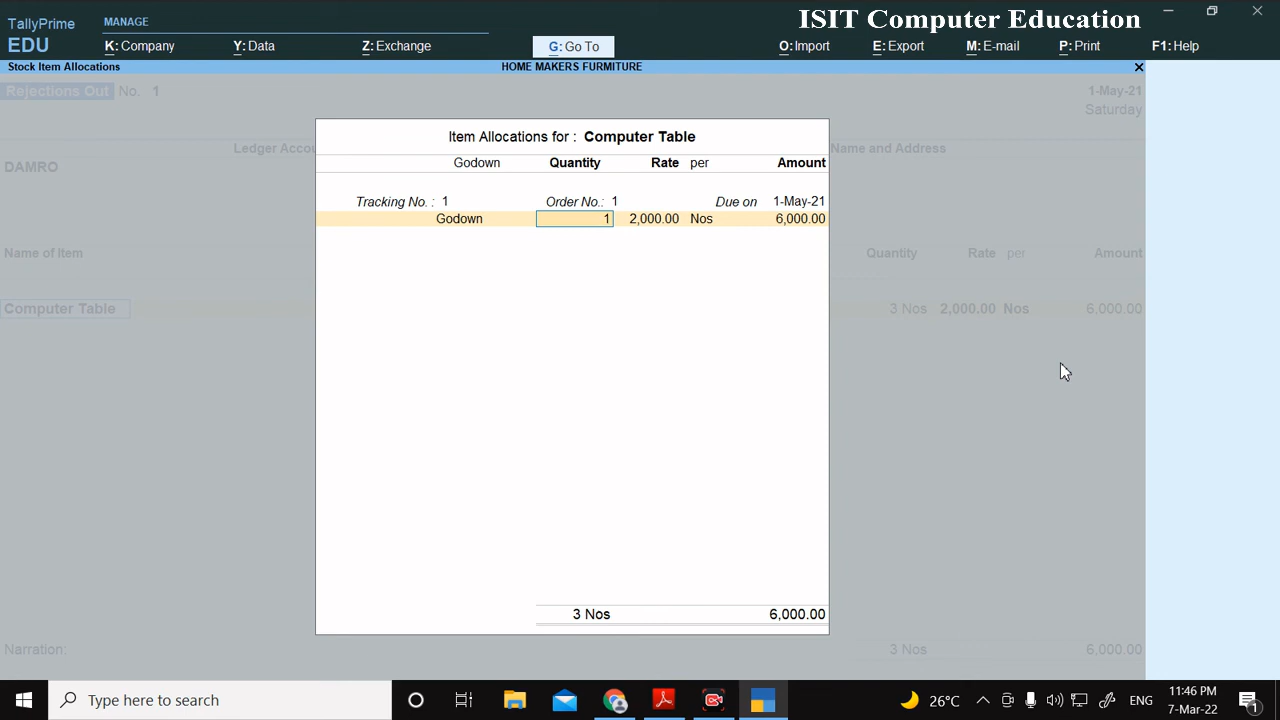 TallyPrime
EDU
MANAGE
ISIT Computer Education
K: Company
Y: Data
Z: Exchange
G: Go To
O: Import
E: Export
M: E-mail
P: Print
F1: Help
Stock Item Allocations
HOME MAKERS FURMITURE
Rejections Out No. 1
1-May-21
Saturday
Ledger Accou
Name and Address
DAMRO
Name of Item
Quantity Rate per Amount
Computer Table
3 Nos 2,000.00 Nos 6,000.00
Item Allocations for : Computer Table
Godown Quantity Rate per Amount
Tracking No. : 1 Order No.: 1 Due on 1-May-21
Godown 1 2,000.00 Nos 6,000.00
3 Nos 6,000.00
Narration:
3 Nos 6,000.00
Type here to search
26°C
ENG
11:46 PM
7-Mar-22
1